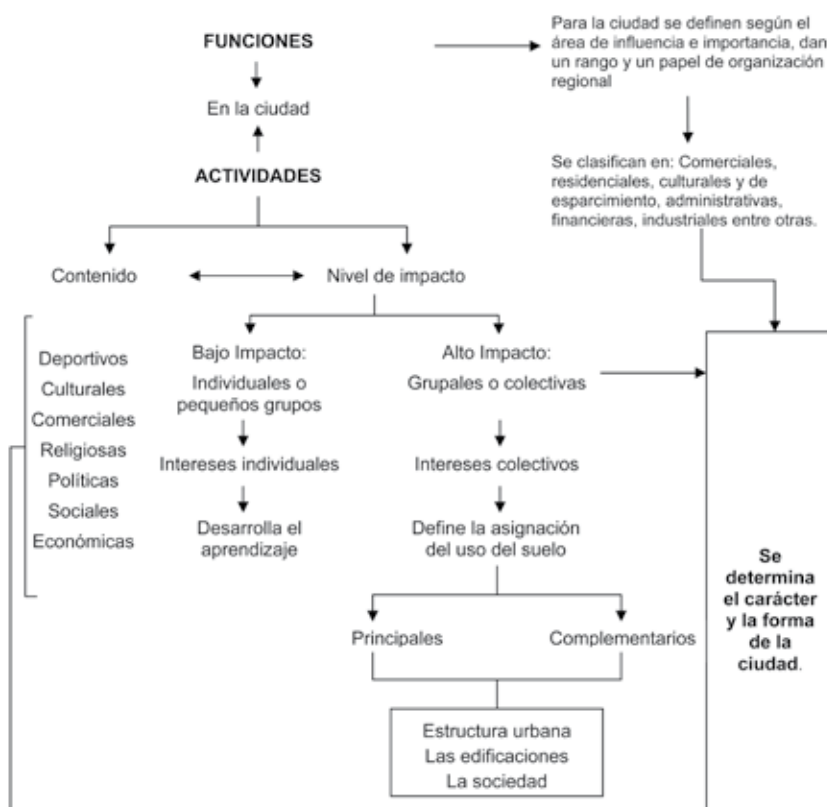 FUNCIONES
Para la ciudad se definen según el
área de influencia e importancia, dan
un rango y un papel de organización
regional
En la ciudad
ACTIVIDADES
Se clasifican en: Comerciales,
residenciales, culturales y de
esparcimiento, administrativas,
financieras, industriales entre otras.
Contenido
Nivel de impacto
Deportivos
Culturales
Comerciales
Religiosas
Políticas
Sociales
Económicas
Bajo Impacto:
Individuales o
pequeños grupos
Intereses individuales
Desarrolla el
aprendizaje
Alto Impacto:
Grupales o colectivas
Intereses colectivos
Define la asignación
del uso del suelo
Principales
Complementarios
Estructura urbana
Las edificaciones
La sociedad
Se
determina
el carácter
y la forma
de la
ciudad.